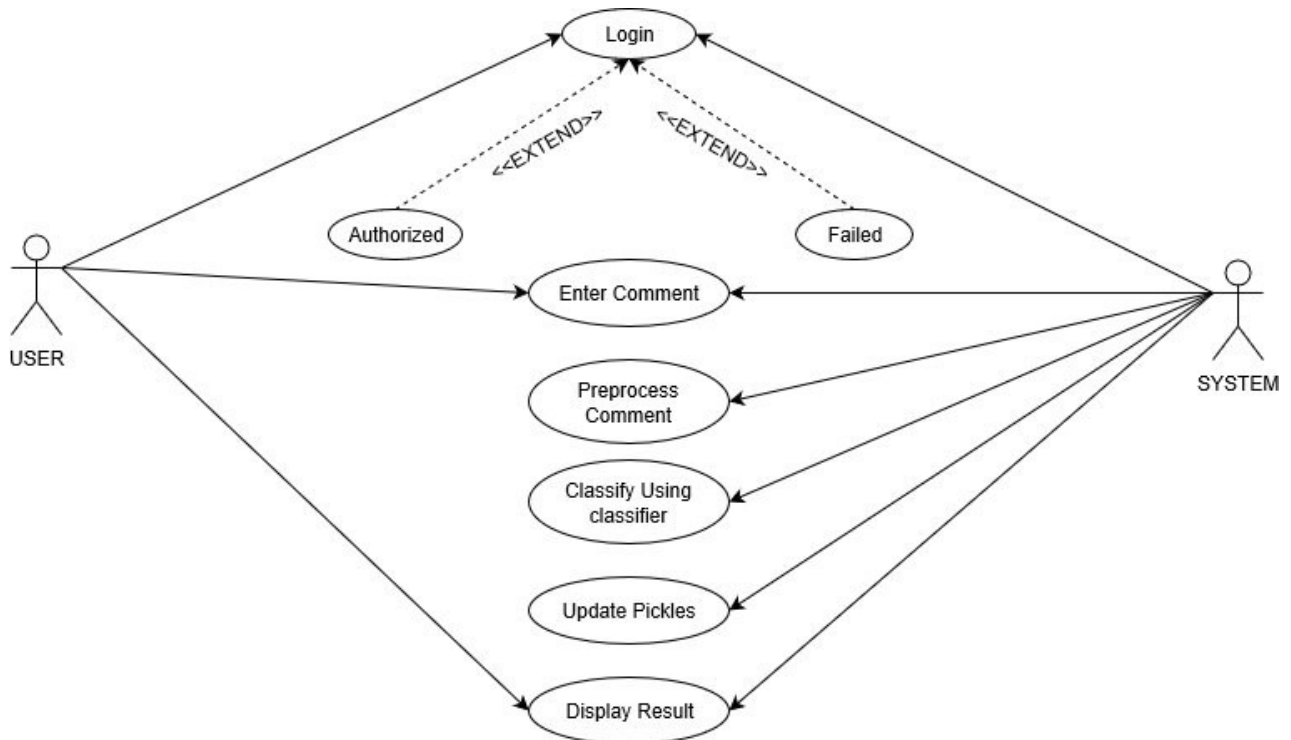 Login
<<EXTEND>>
<<EXTEND>>
Authorized
Failed
Enter Comment
USER
SYSTEM
Preprocess
Comment
Classify Using
classifier
Update Pickles
Display Result